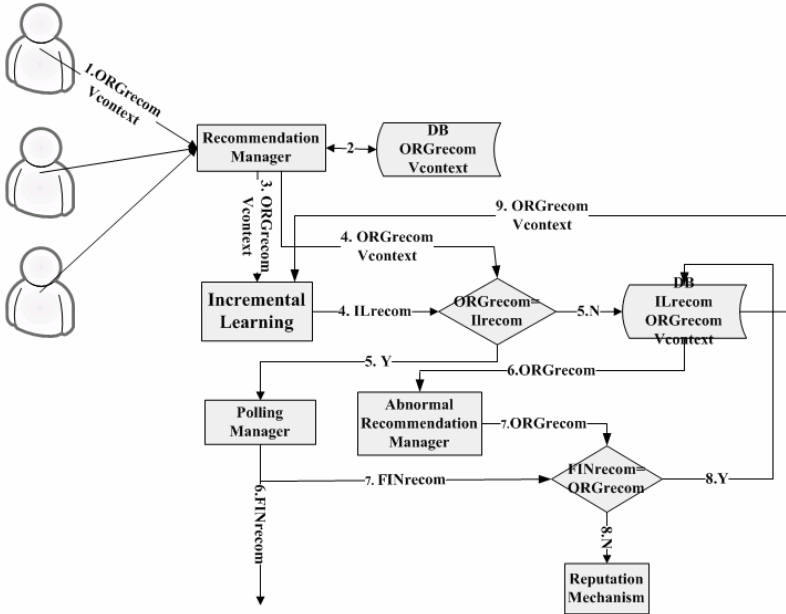 1.ORGrecom
Vcontext
Recommendation
Manager
2
DB
ORGrecom
Vcontext
3. ORGrecom
Vcontext
9. ORGrecom
Vcontext
4. ORGrecom
Vcontext
Incremental
Learning
4. ILrecom
ORGrecom=
Ilrecom
5.N
DB
ILrecom
ORGrecom
Vcontext
5. Y
6.ORGrecom
Polling
Manager
Abnormal
Recommendation
Manager
7.ORGrecom
6.FINrecom
7. FINrecom
FINrecom=
ORGrecom
8.Y
8.N
Reputation
Mechanism